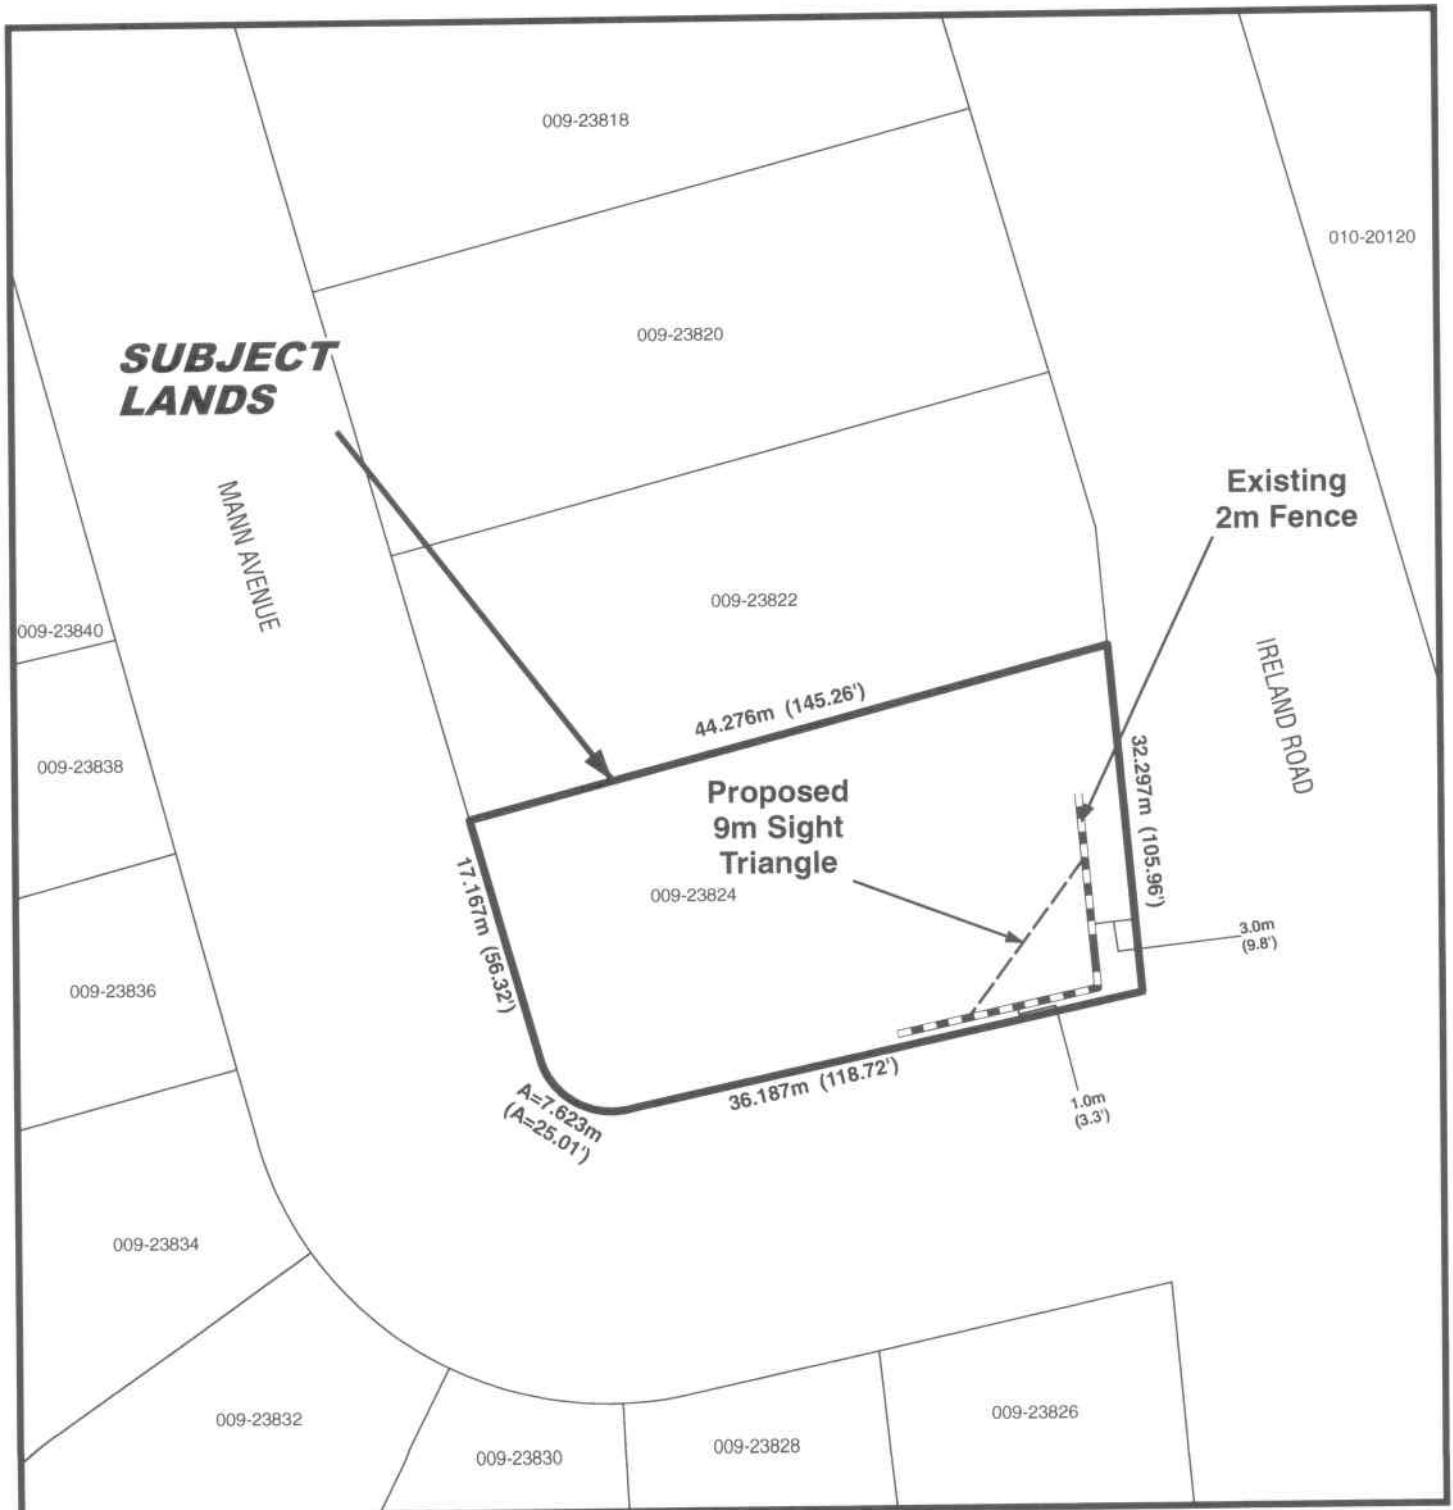 009-23818
010-20120
009-23820
SUBJECT
LANDS
Existing
2m Fence
MANN AVENUE
009-23822
009-23840
IRELAND ROAD
44.276m (145.26')
32.297m (105.96')
009-23838
Proposed
9m Sight
Triangle
009-23824
17.167m (56.32')
3.0m
(9.8')
009-23836
36.187m (118.72')
A=7.623m
(A=25.01')
1.0m
(3.3')
009-23834
009-23832
009-23830
009-23828
009-23826